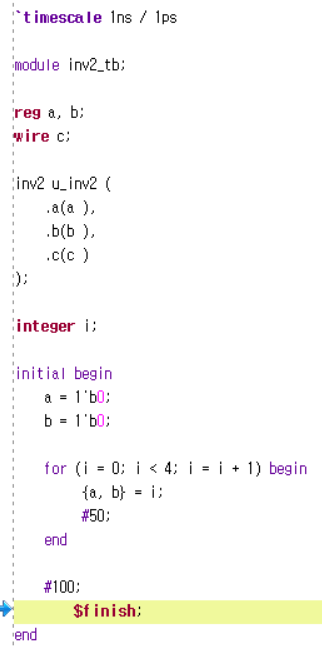 `timescale 1ns / 1ps
module inv2_tb;
reg a, b;
wire c;
inv2 u_inv2 (
.a(a ),
.b(b ),
.c(c )
);
integer i;
initial begin
a = 1'b0;
b = 1'b0;
for (i = 0; i < 4; i = i + 1) begin
{a, b} = i;
#50;
end
#100;
$finish;
end